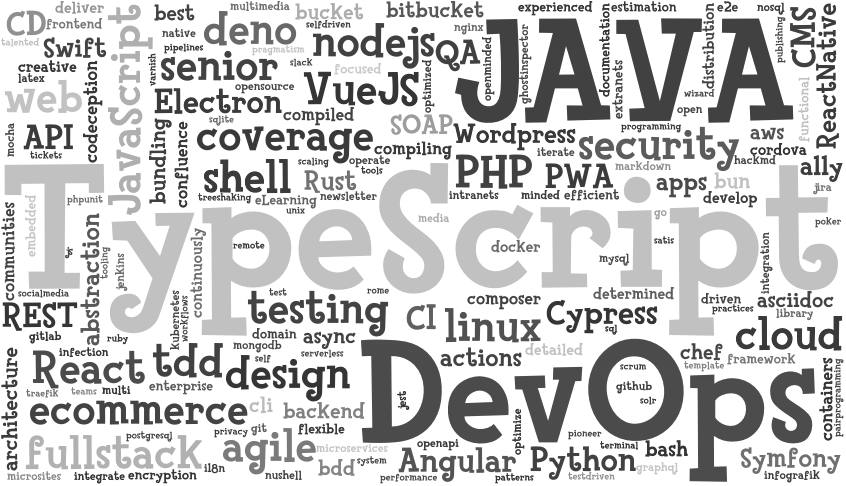 CD
deliver
multimedia
bucket
bitbucket
experienced
estimation
e2e
nosql
talented
frontend
best
selfdriven
nginx
documentation
distribution
publishing
CMS
Swift
JavaScript
native
deno
nodejs
QA
openminded
ghostinspector
JAVA
ReactNative
creative
pipelines
pragmatism
latex
varnish
senior
slack
focused
optimized
extranets
wizard
functional
web
codeception
opensource
VueJS
open
Electron
compiled
programming
mocha
API
bundling
sqlite
SOAP
Wordpress
security
aws
tickets
confluence
coverage
compiling
iterate
cordova
hackmd
scaling
operate
markdown
ally
shell
Rust
tools
PHP
PWA
apps
bun
jira
TypeScript
phpunit
treeshaking
eLearning
newsletter
intranets
minded
efficient
develop
embedded
unix
media
go
poker
communities
abstraction
tooling
continuously
remote
docker
satis
integration
jenkins
mysql
socialmedia
kubernetes
workflows
test
rome
composer
determined
driven
asciidoc
REST
testing
CI
linux
Cypress
practices
library
gitlab
ruby
domain
async
sql
cloud
infection
mongodb
React
tdd
self
serverless
actions
detailed
chef
framework
architecture
design
DevOps
scrum
template
containers
pairprogramming
traefik
teams
multi
enterprise
github
ecommerce
cli
backend
jest
solr
postgresql
privacy
git
flexible
optimize
pioneer
fullstack
agile
microservices
openapi
terminal
bash
Symfony
bdd
system
Angular
Python
graphql
microsites
integrate
encryption
il8n
nushell
performance
patterns
testdriven
infografik